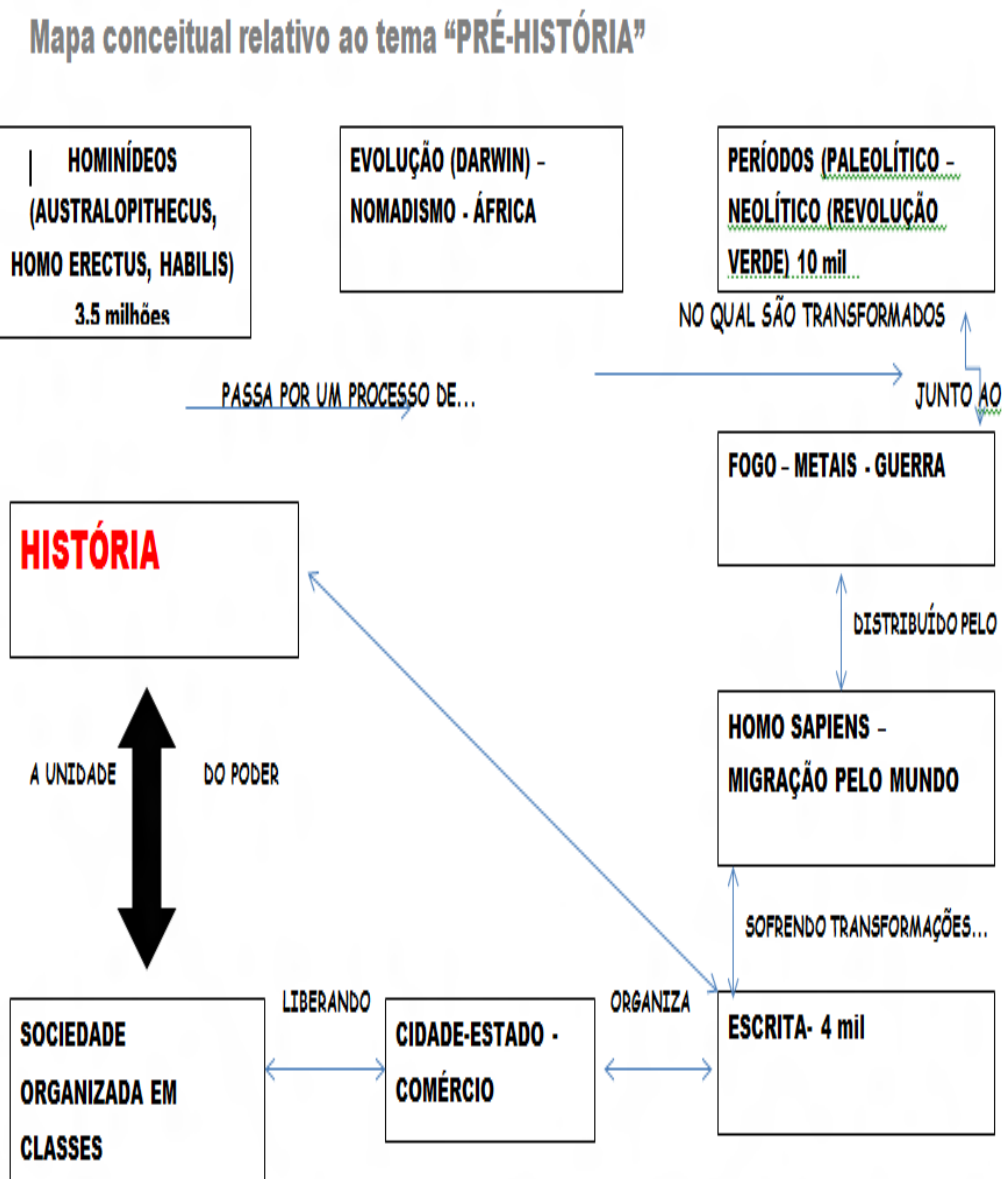 Mapa conceitual relativo ao tema “PRÉ-HISTÓRIA”
HOMINÍDEOS
(AUSTRALOPITHECUS,
HOMO ERECTUS, HABILIS)
3.5 milhões
EVOLUÇÃO (DARWIN) –
NOMADISMO - ÁFRICA
PERÍODOS (PALEOLÍTICO –
NEOLÍTICO (REVOLUÇÃO
VERDE) 10 mil
NO QUAL SÃO TRANSFORMADOS
PASSA POR UM PROCESSO DE...
JUNTO AO
FOGO – METAIS - GUERRA
HISTÓRIA
DISTRIBUÍDO PELO
HOMO SAPIENS –
MIGRAÇÃO PELO MUNDO
A UNIDADE
DO PODER
SOFRENDO TRANSFORMAÇÕES...
LIBERANDO
ORGANIZA
SOCIEDADE
ORGANIZADA EM
CLASSES
CIDADE-ESTADO -
COMÉRCIO
ESCRITA- 4 mil